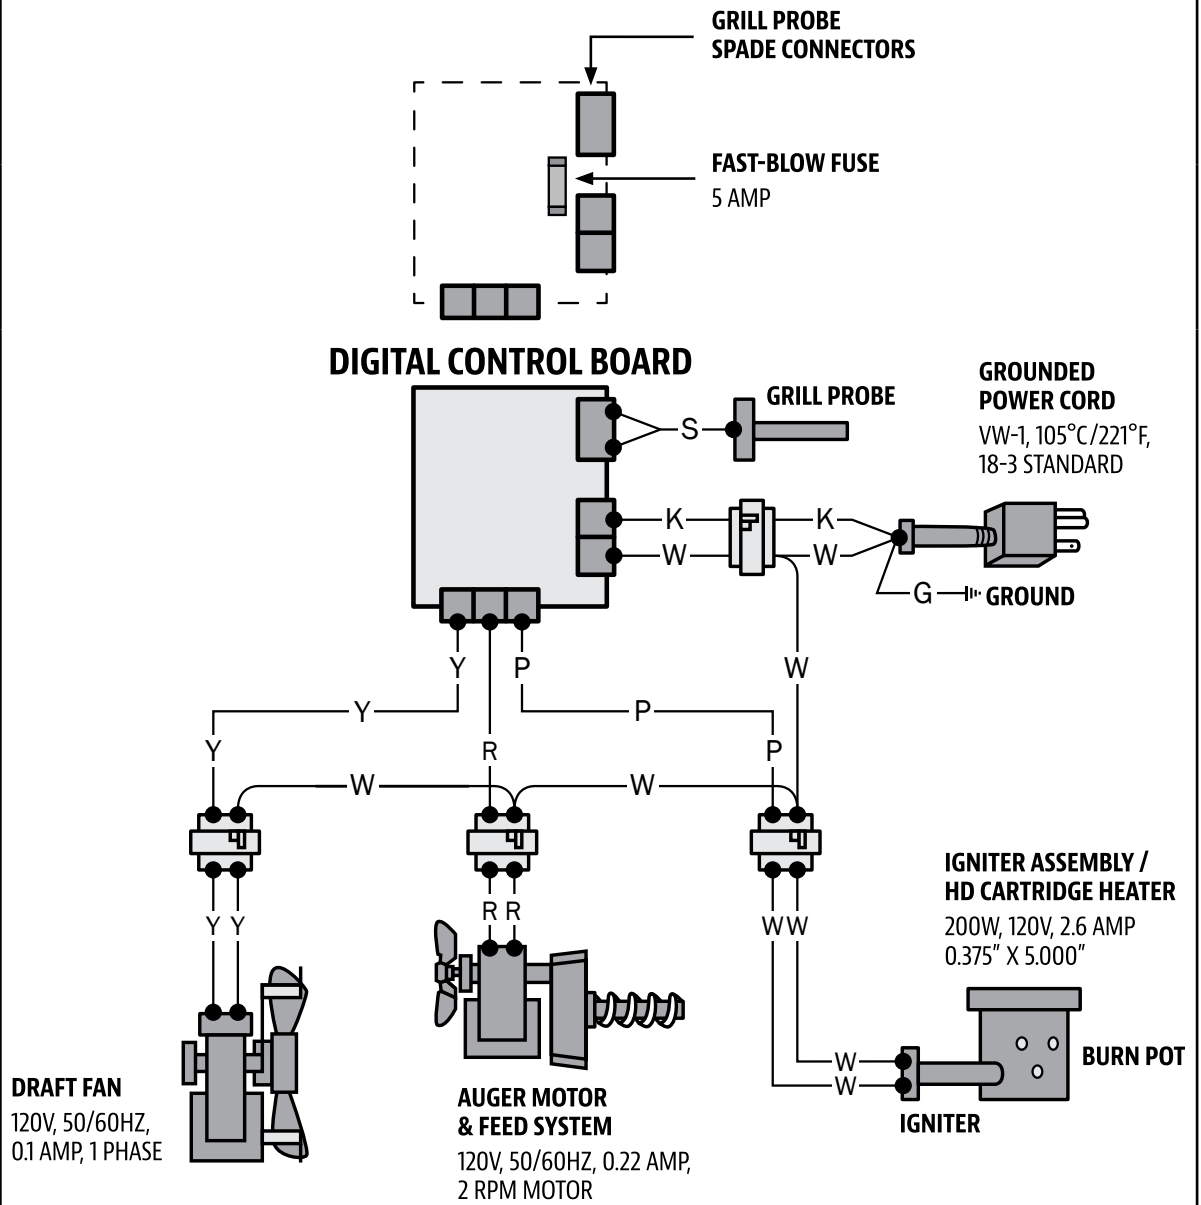 GRILL PROBE
SPADE CONNECTORS
FAST-BLOW FUSE
5 AMP
DIGITAL CONTROL BOARD
GRILL PROBE
GROUNDED
POWER CORD
VW-1, 105°C/221°F,
18-3 STANDARD
S
K
K
W
W
G
GROUND
Y
P
W
Y
P
Y
R
P
W
W
Y Y
R R
W W
IGNITER ASSEMBLY /
HD CARTRIDGE HEATER
200W, 120V, 2.6 AMP
0.375" X 5.000"
W
W
BURN POT
IGNITER
DRAFT FAN
120V, 50/60HZ,
0.1 AMP, 1 PHASE
AUGER MOTOR
& FEED SYSTEM
120V, 50/60HZ, 0.22 AMP,
2 RPM MOTOR